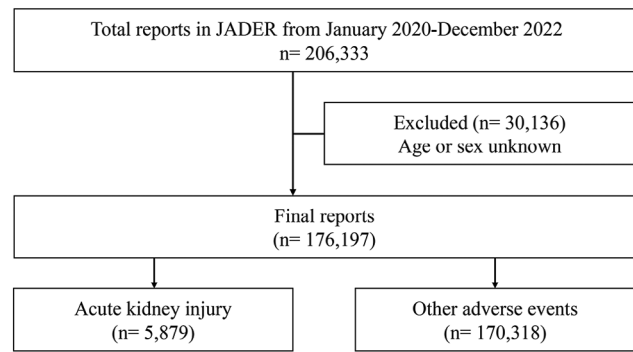 Total reports in JADER from January 2020-December 2022
n= 206,333
Excluded (n= 30,136)
Age or sex unknown
Final reports
(n= 176,197)
Acute kidney injury
(n= 5,879)
Other adverse events
(n= 170,318)